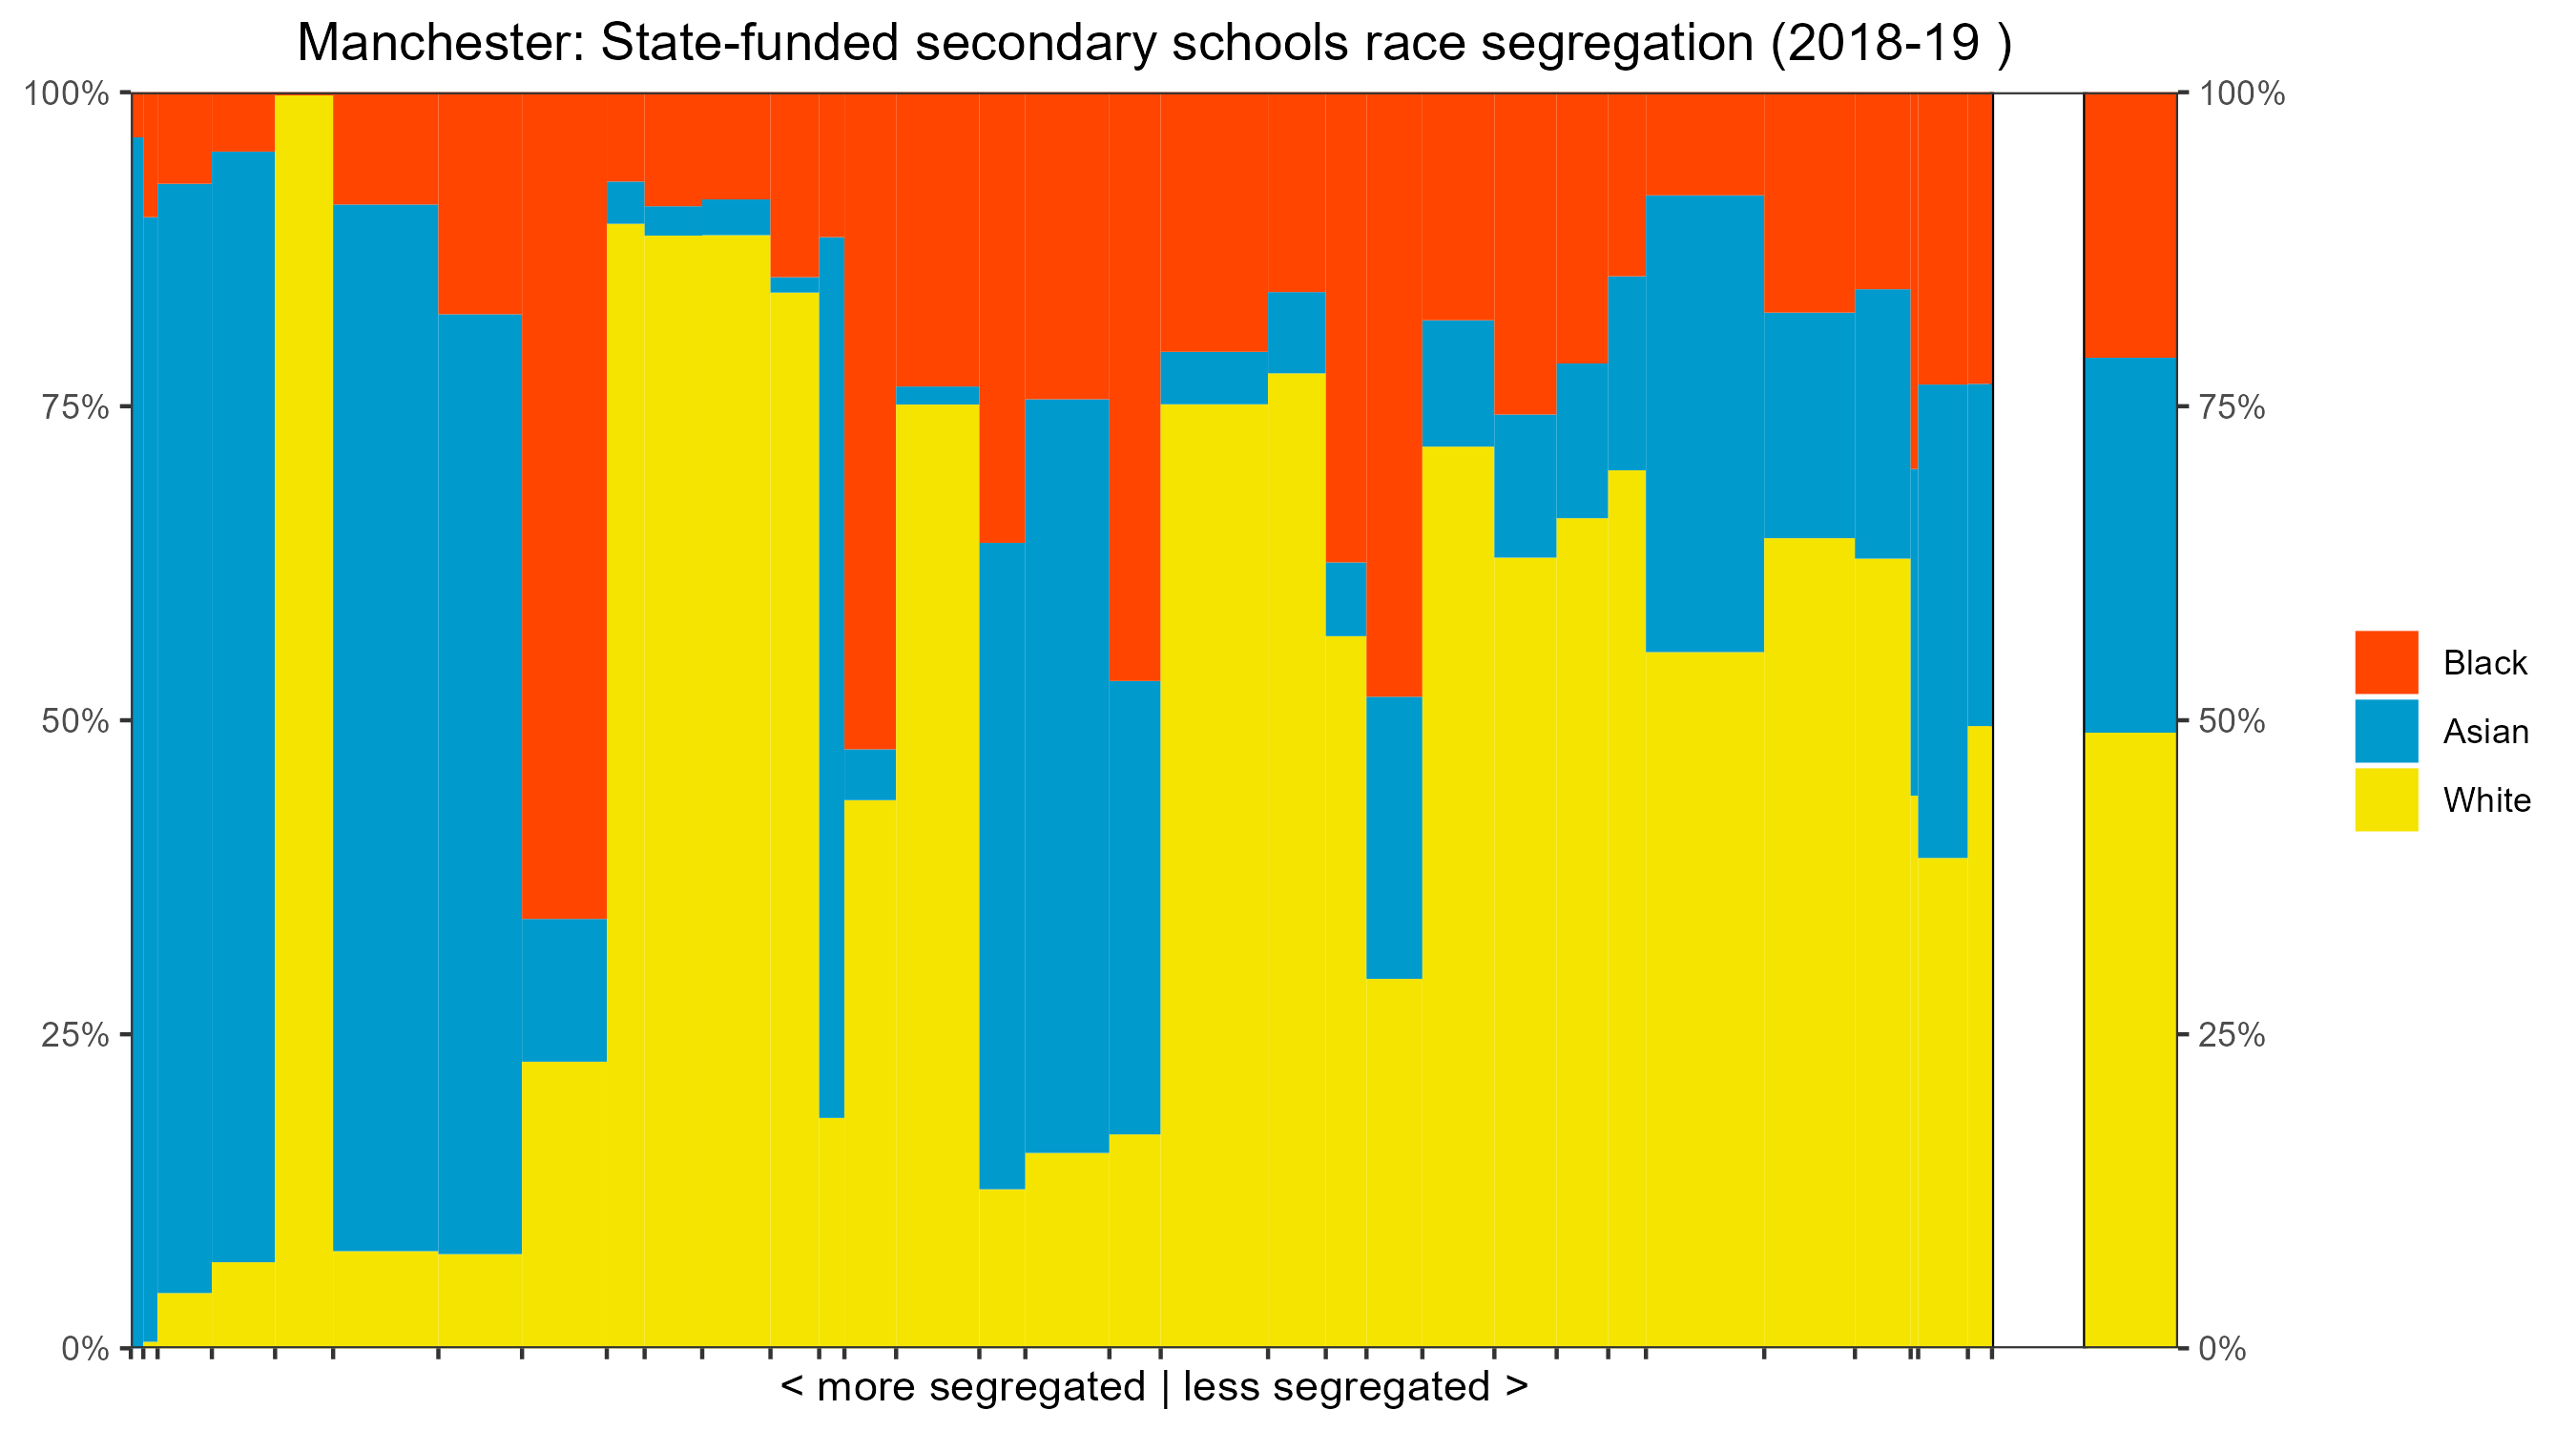 Manchester: State-funded secondary schools race segregation (2018-19 )
100%
75%
50%
25%
0%
100%
75%
50%
25%
0%
Black
Asian
White
< more segregated | less segregated >